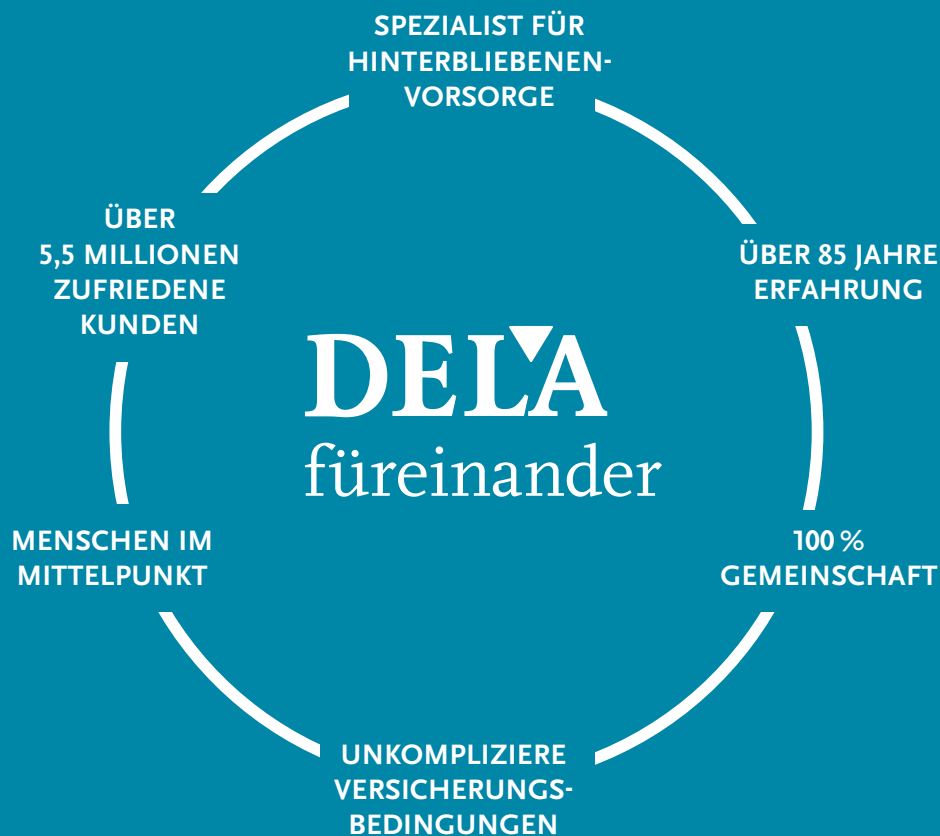 SPEZIALIST FÜR
HINTERBLIEBENEN-
VORSORGE
ÜBER
5,5 MILLIONEN
ZUFRIEDENE
KUNDEN
ÜBER 85 JAHRE
ERFAHRUNG
DELA
füreinander
MENSCHEN IM
MITTELPUNKT
100 %
GEMEINSCHAFT
UNKOMPLIZIERE
VERSICHERUNGS-
BEDINGUNGEN